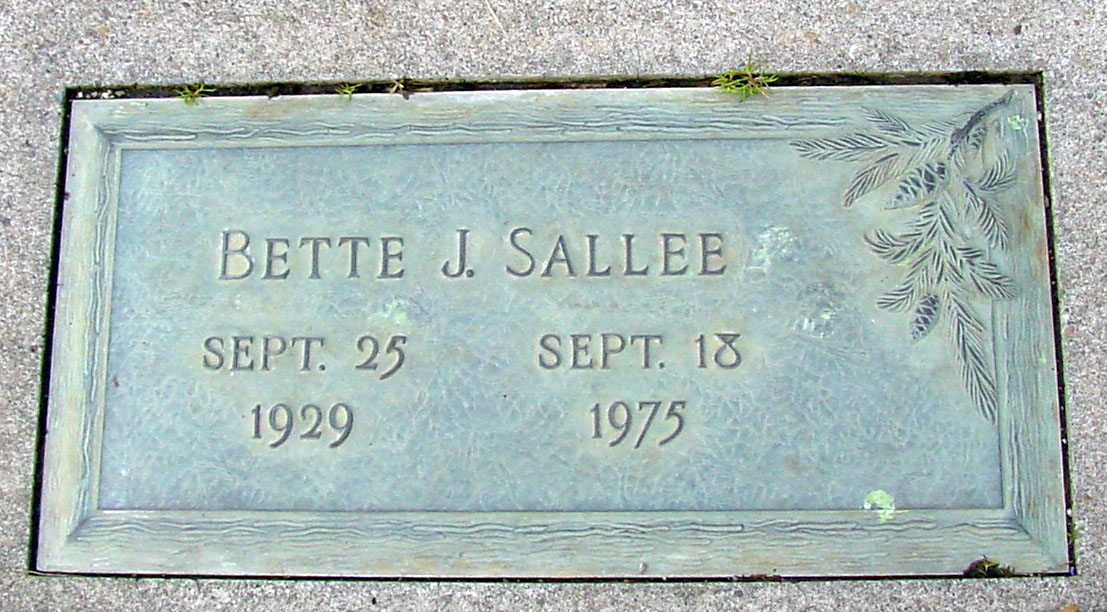 BETTE J. SALLEE
SEPT. 25 SEPT. 18
1929 1975